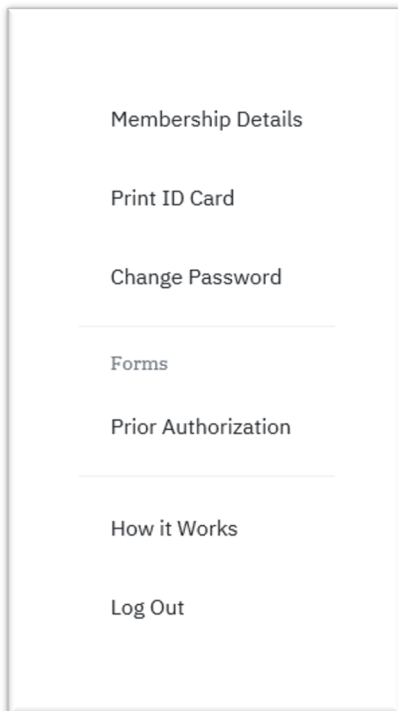 Membership Details
Print ID Card
Change Password
Forms
Prior Authorization
How it Works
Log Out